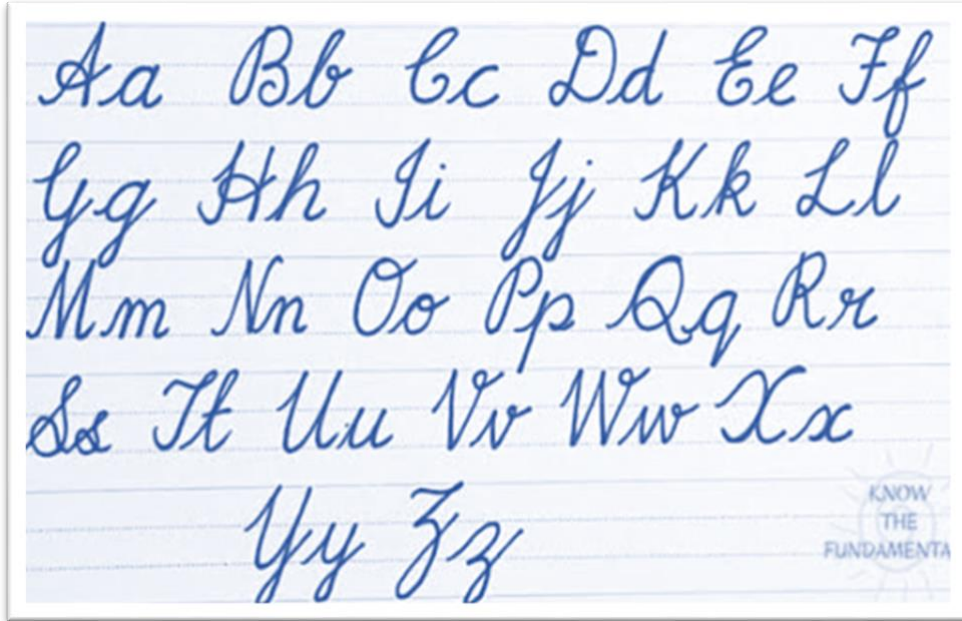 Aa Bb Cc Dd Ee Ff
Gg Hh Ii Jj Kk Ll
Mm Nn Oo Pp Qq Rr
Ss Tt Uu Vv Ww Xx
Yy Zz
KNOW
THE
FUNDAMENTA